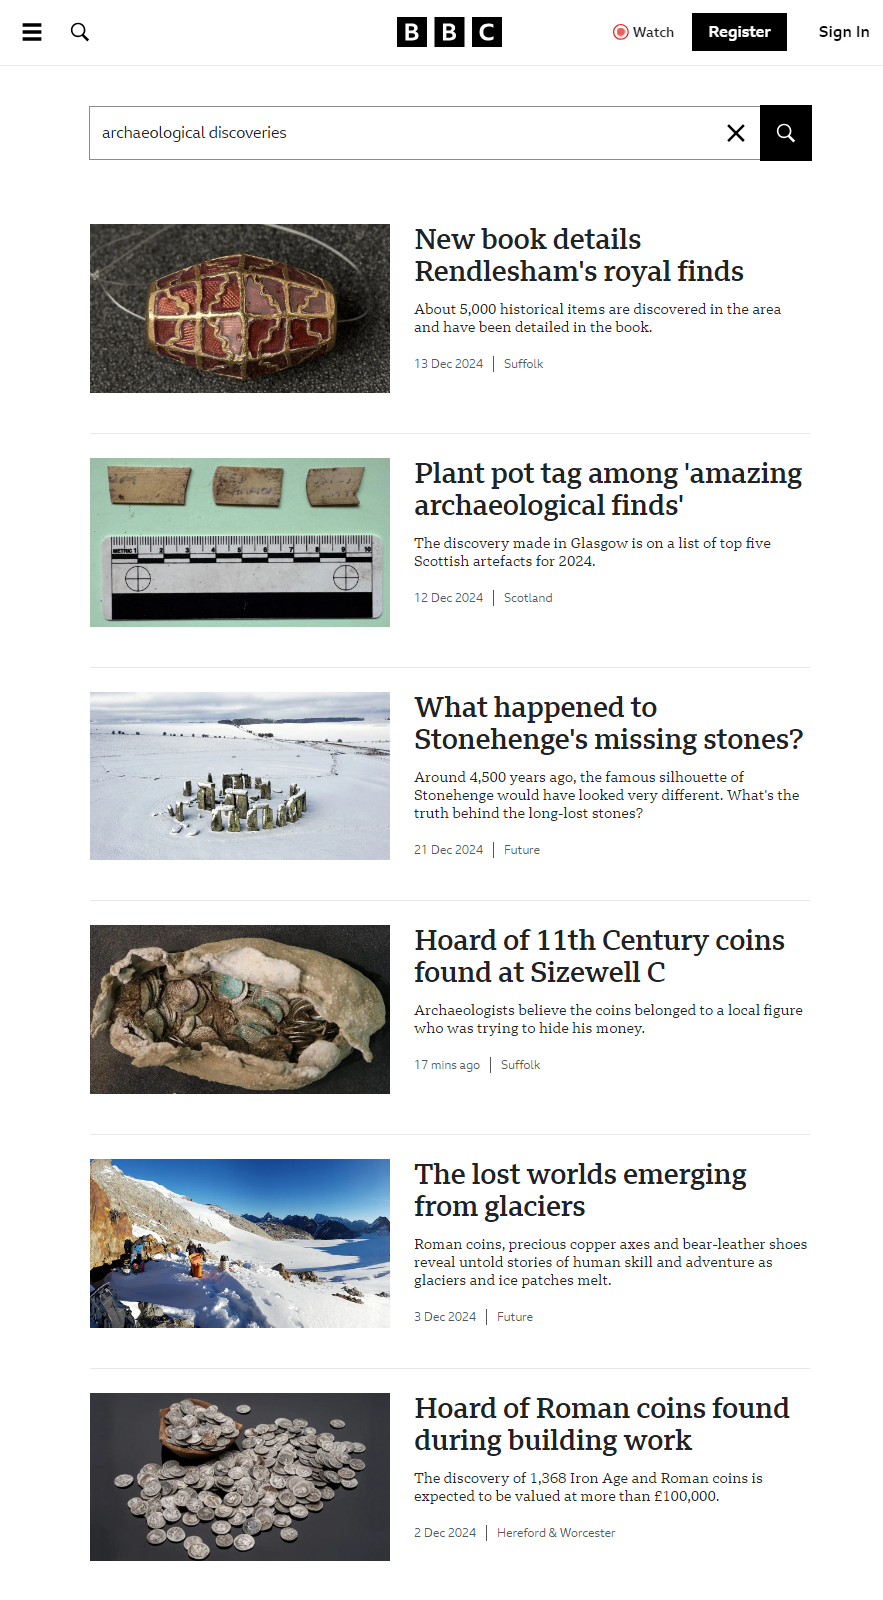 BBC
Watch
Register
Sign In
archaeological discoveries
New book details
Rendlesham's royal finds
About 5,000 historical items are discovered in the area
and have been detailed in the book.
13 Dec 2024 | Suffolk
METRIC 1 2 3 4 5 6 7 8 9 10
Plant pot tag among 'amazing
archaeological finds'
The discovery made in Glasgow is on a list of top five
Scottish artefacts for 2024.
12 Dec 2024 | Scotland
What happened to
Stonehenge's missing stones?
Around 4,500 years ago, the famous silhouette of
Stonehenge would have looked very different. What's the
truth behind the long-lost stones?
21 Dec 2024 | Future
Hoard of 11th Century coins
found at Sizewell C
Archaeologists believe the coins belonged to a local figure
who was trying to hide his money.
17 mins ago | Suffolk
The lost worlds emerging
from glaciers
Roman coins, precious copper axes and bear-leather shoes
reveal untold stories of human skill and adventure as
glaciers and ice patches melt.
3 Dec 2024 | Future
Hoard of Roman coins found
during building work
The discovery of 1,368 Iron Age and Roman coins is
expected to be valued at more than £100,000.
2 Dec 2024 | Hereford & Worcester